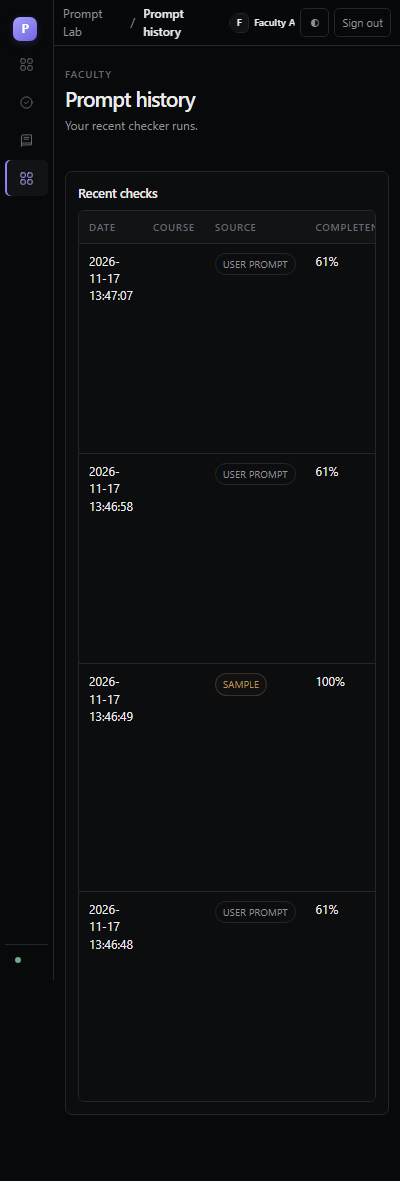 P
Prompt Lab / Prompt history
F Faculty A
Sign out
FACULTY
Prompt history
Your recent checker runs.
Recent checks
DATE COURSE SOURCE COMPLETEN
2026-
11-17
13:47:07
USER PROMPT 61%
2026-
11-17
13:46:58
USER PROMPT 61%
2026-
11-17
13:46:49
SAMPLE 100%
2026-
11-17
13:46:48
USER PROMPT 61%